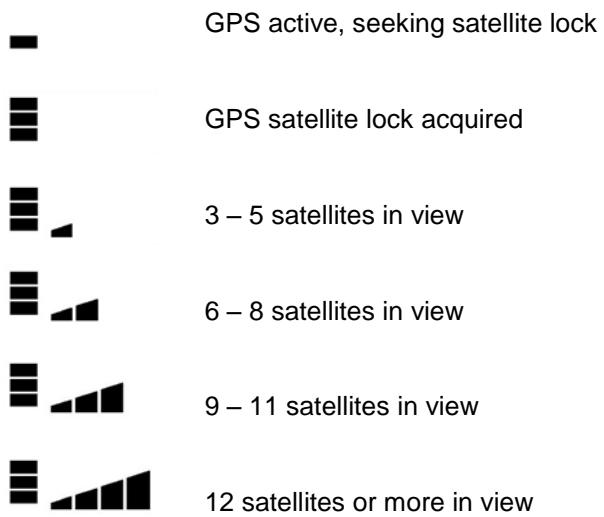 GPS active, seeking satellite lock
GPS satellite lock acquired
3 – 5 satellites in view
6 – 8 satellites in view
9 – 11 satellites in view
12 satellites or more in view